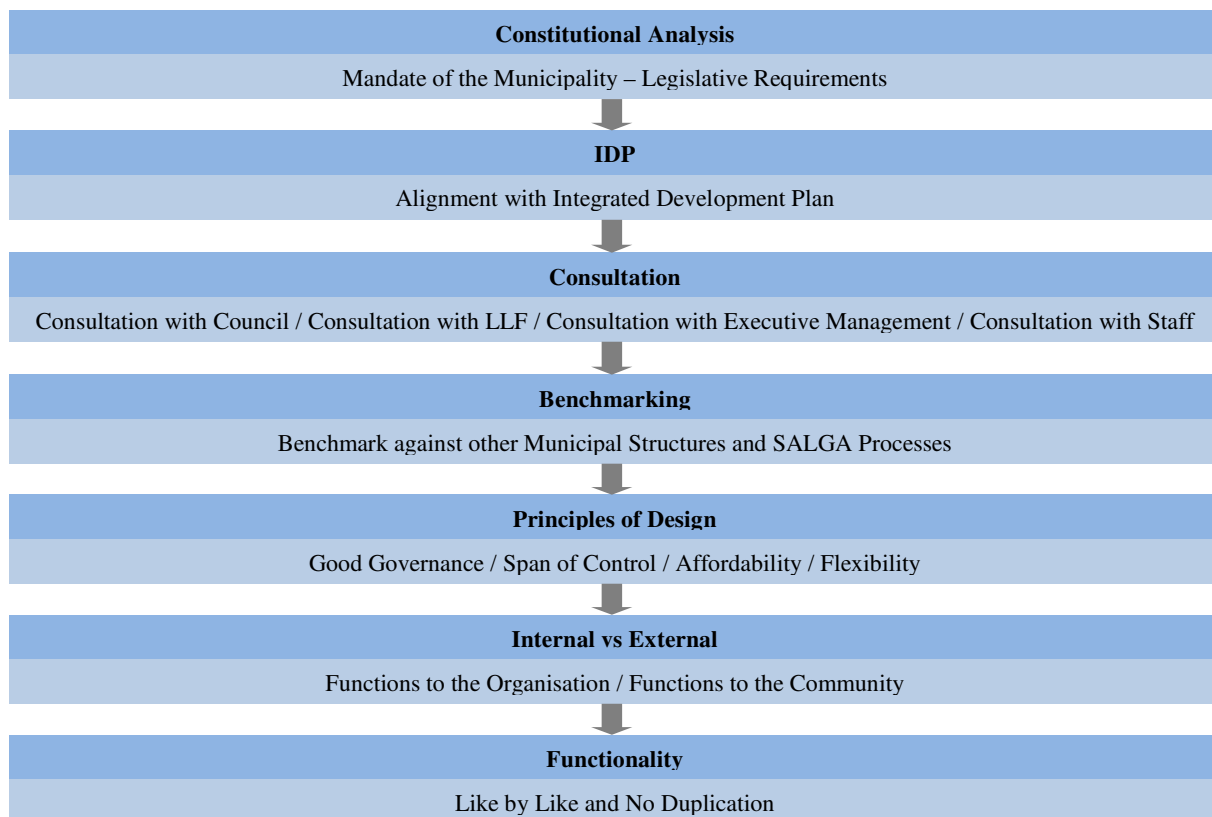 Constitutional Analysis
Mandate of the Municipality – Legislative Requirements
IDP
Alignment with Integrated Development Plan
Consultation
Consultation with Council / Consultation with LLF / Consultation with Executive Management / Consultation with Staff
Benchmarking
Benchmark against other Municipal Structures and SALGA Processes
Principles of Design
Good Governance / Span of Control / Affordability / Flexibility
Internal vs External
Functions to the Organisation / Functions to the Community
Functionality
Like by Like and No Duplication